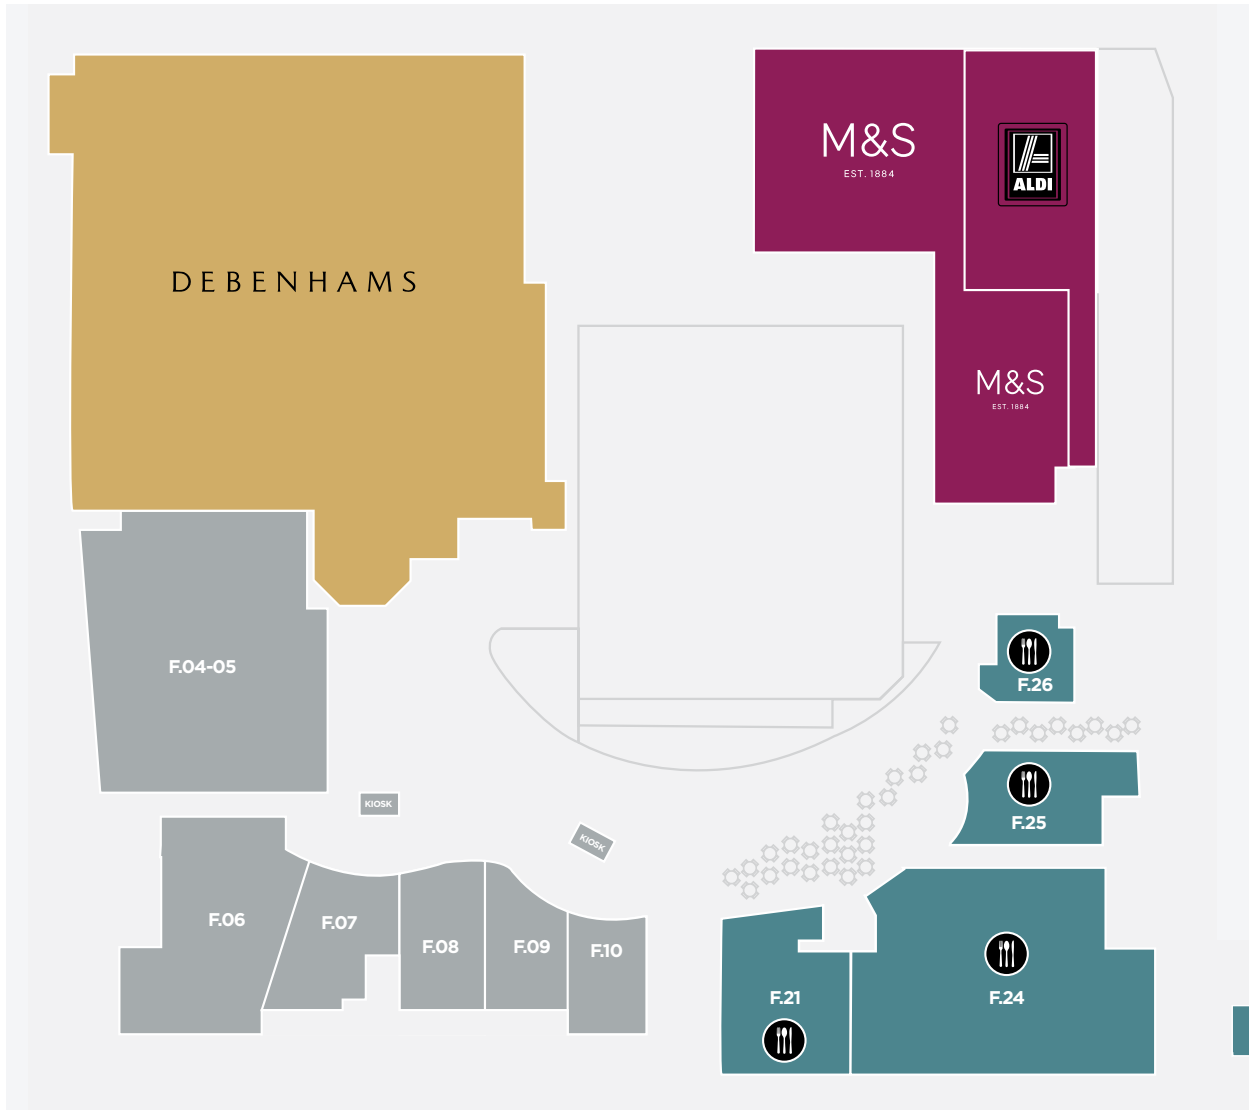 M&S
EST. 1884
ALDI
DEBENHAMS
M&S
EST. 1884
F.04-05
F.26
KIOSK
KIOSK
F.25
F.06
F.07
F.08
F.09
F.10
F.21
F.24